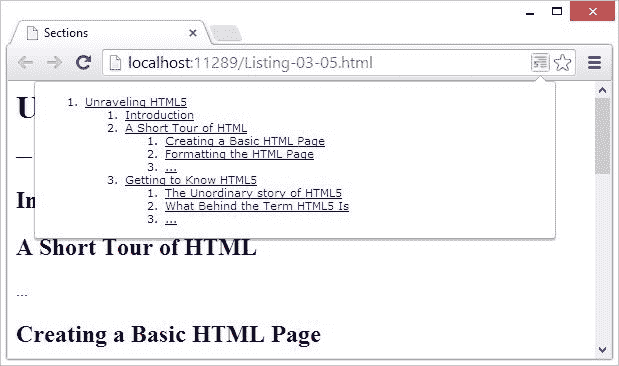 Sections
localhost:11289/Listing-03-05.html
1. Unraveling HTML5
1. Introduction
2. A Short Tour of HTML
1. Creating a Basic HTML Page
2. Formatting the HTML Page
3. ...
3. Getting to Know HTML5
1. The Unordinary story of HTML5
2. What Behind the Term HTML5 Is
3. ...
U
In
A Short Tour of HTML
...
Creating a Basic HTML Page